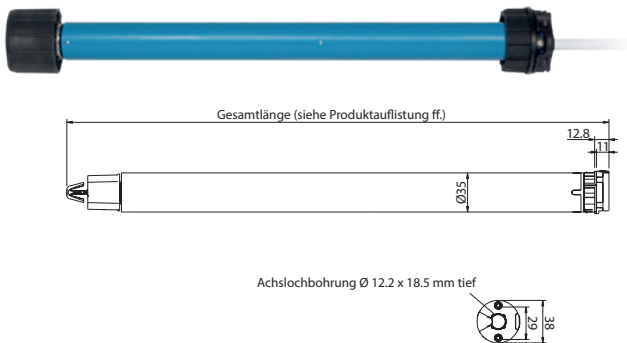 Gesamtlänge (siehe Produktauflistung ff.)
12.8
11
Ø35
Achslochbohrung Ø 12.2 x 18.5 mm tief
29
38